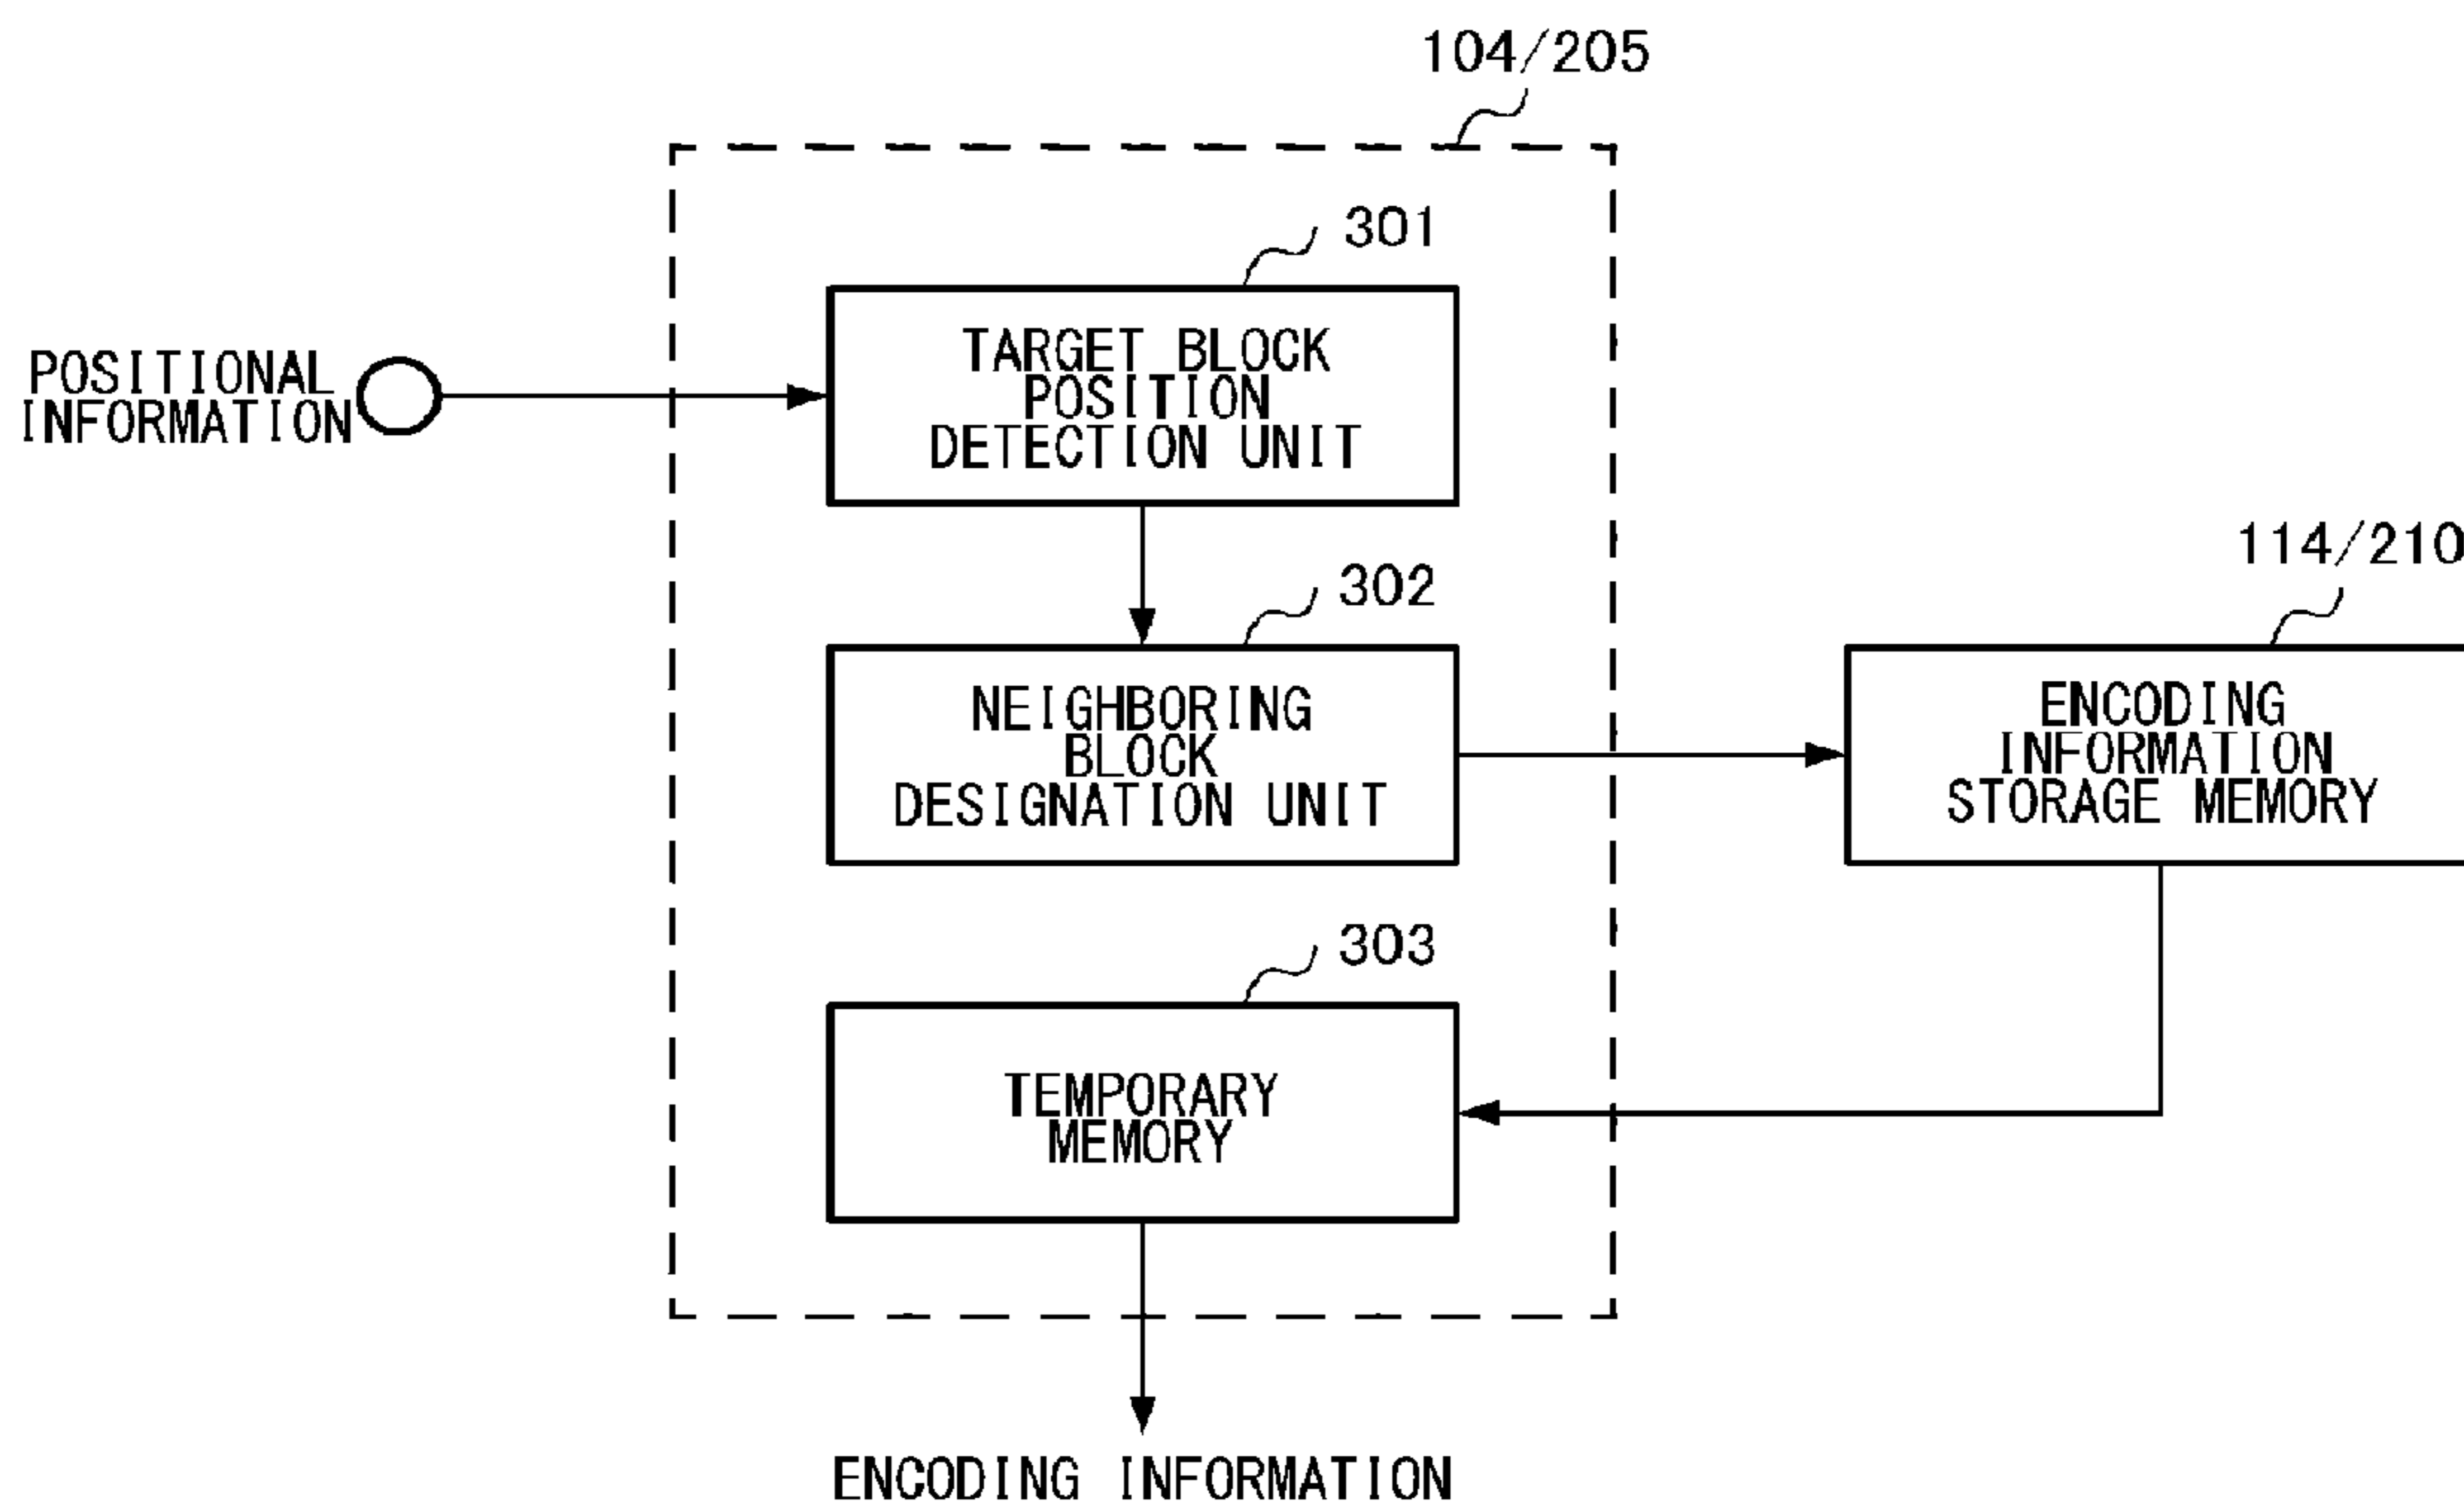 104/205
301
POSITIONAL
INFORMATION
TARGET BLOCK
POSITION
DETECTION UNIT
302
114/210
NEIGHBORING
BLOCK
DESIGNATION UNIT
ENCODING
INFORMATION
STORAGE MEMORY
303
TEMPORARY
MEMORY
ENCODING INFORMATION